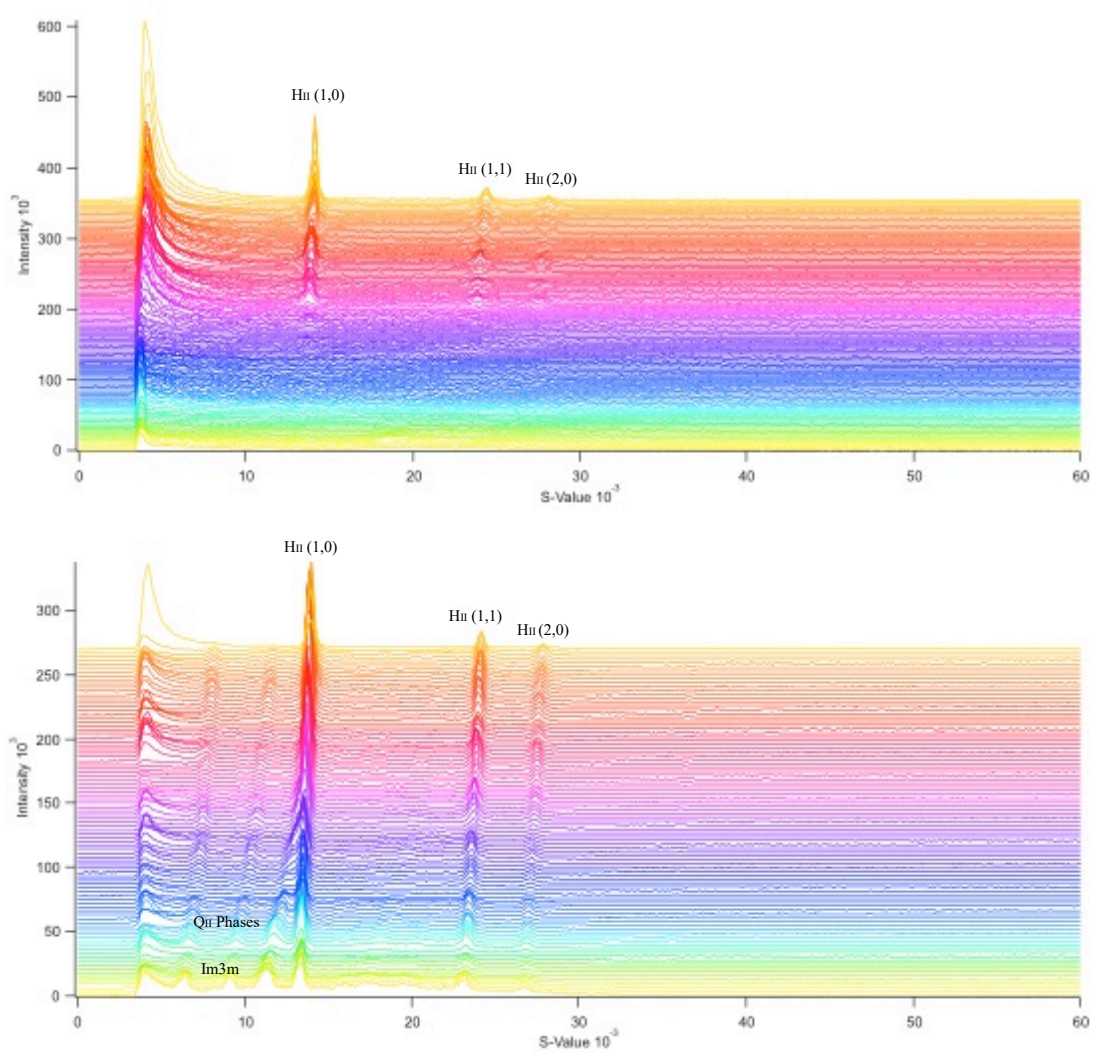 600
500
HII (1,0)
400
HII (1,1)
HII (2,0)
Intensity 10^3
300
200
100
0
0 10 20 30 40 50 60
S-Value 10^-3
HII (1,0)
300
HII (1,1)
HII (2,0)
250
200
Intensity 10^3
150
100
QII Phases
50
Im3m
0
0 10 20 30 40 50 60
S-Value 10^-3